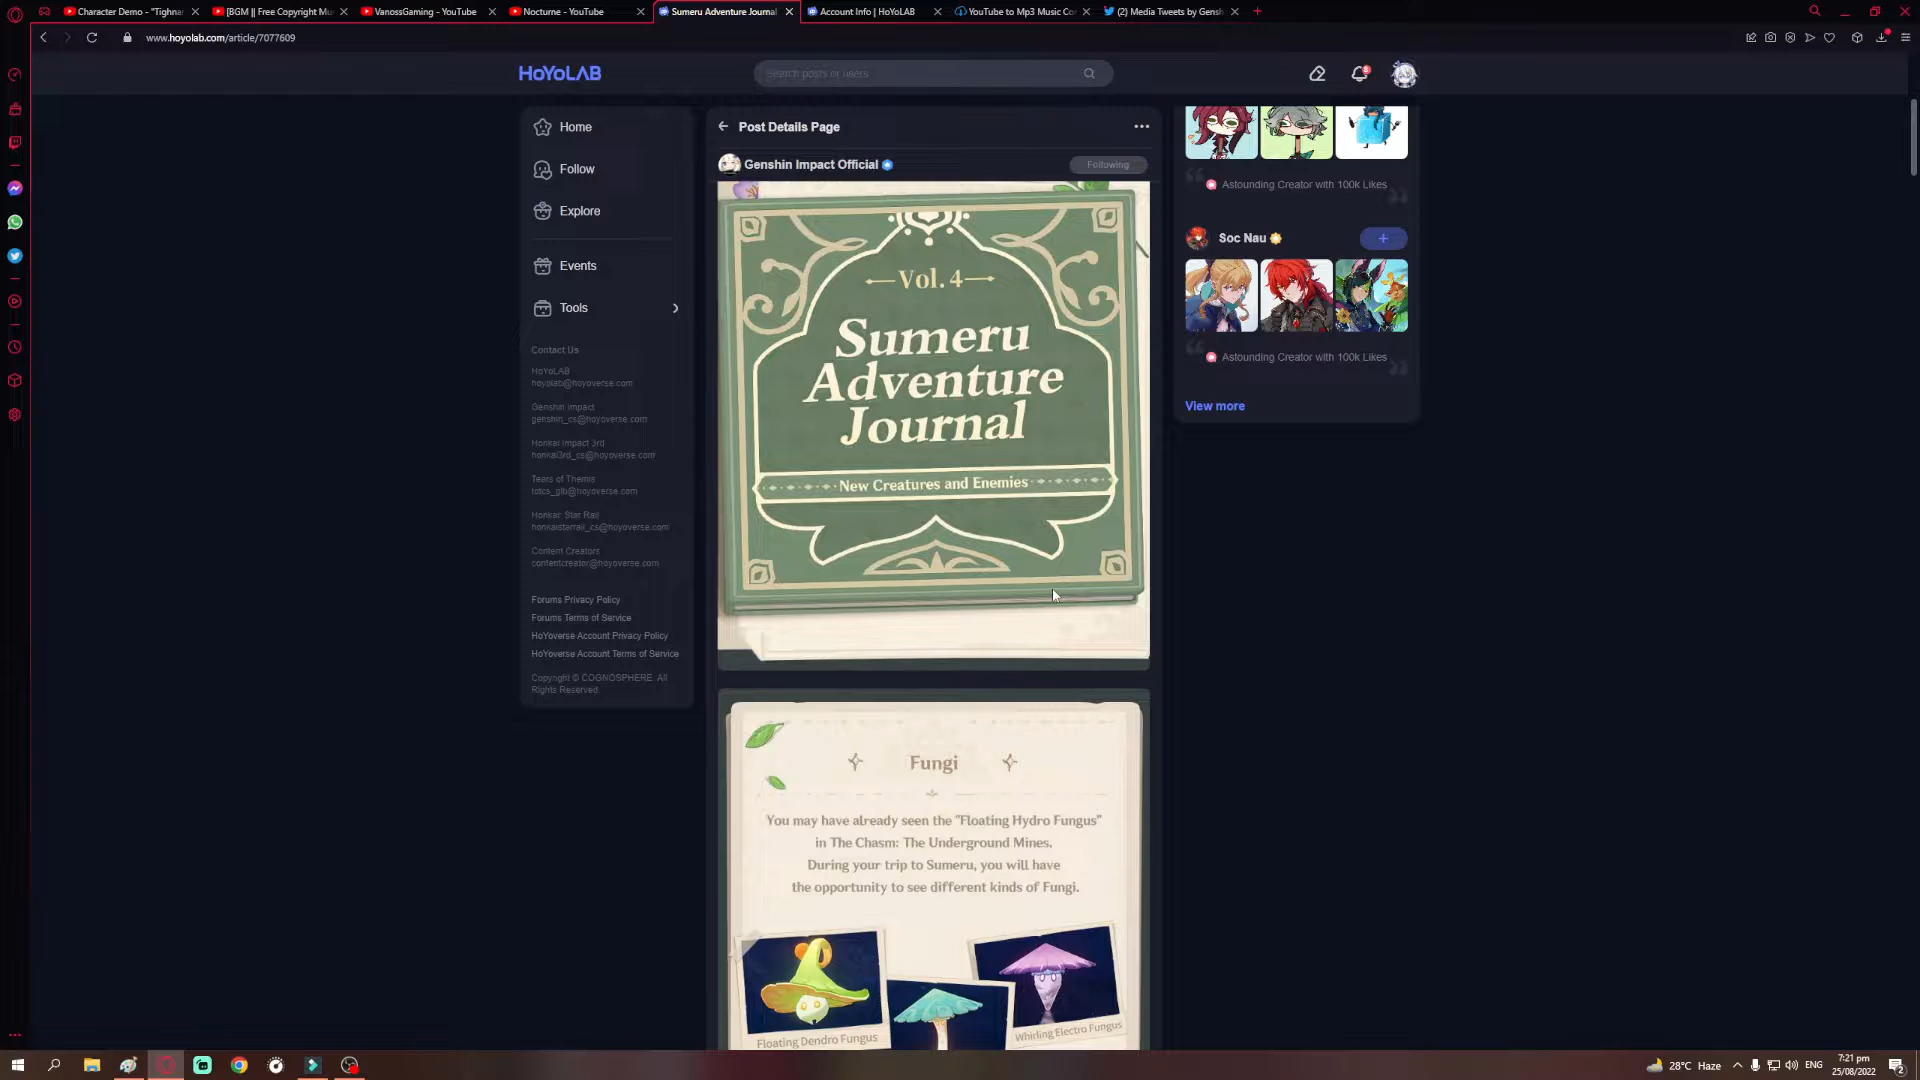 Character Demo - "Tighnar
[BGM || Free Copyright Mu
VanossGaming - YouTube
Nocturne - YouTube
Sumeru Adventure Journal
Account Info | HoYoLAB
YouTube to Mp3 Music Co
(2) Media Tweets by Gensh
www.hoyolab.com/article/7077609
HoYoLAB
Search posts or users
Home
Follow
Explore
Events
Tools
Contact Us
HoYoLAB
hoyolab@hoyoverse.com
Genshin Impact
genshin_cs@hoyoverse.com
Honkai Impact 3rd
honkai3rd_cs@hoyoverse.com
Tears of Themis
totcs_glb@hoyoverse.com
Honkai: Star Rail
honkaistarrail_cs@hoyoverse.com
Content Creators
contentcreator@hoyoverse.com
Forums Privacy Policy
Forums Terms of Service
HoYoverse Account Privacy Policy
HoYoverse Account Terms of Service
Copyright © COGNOSPHERE. All
Rights Reserved.
Post Details Page
Genshin Impact Official
Following
Vol. 4
Sumeru
Adventure
Journal
New Creatures and Enemies
Fungi
You may have already seen the "Floating Hydro Fungus"
in The Chasm: The Underground Mines.
During your trip to Sumeru, you will have
the opportunity to see different kinds of Fungi.
Floating Dendro Fungus
Whirling Electro Fungus
Astounding Creator with 100k Likes
Soc Nau
Astounding Creator with 100k Likes
View more
28°C Haze
ENG
7:21 pm
25/08/2022
2